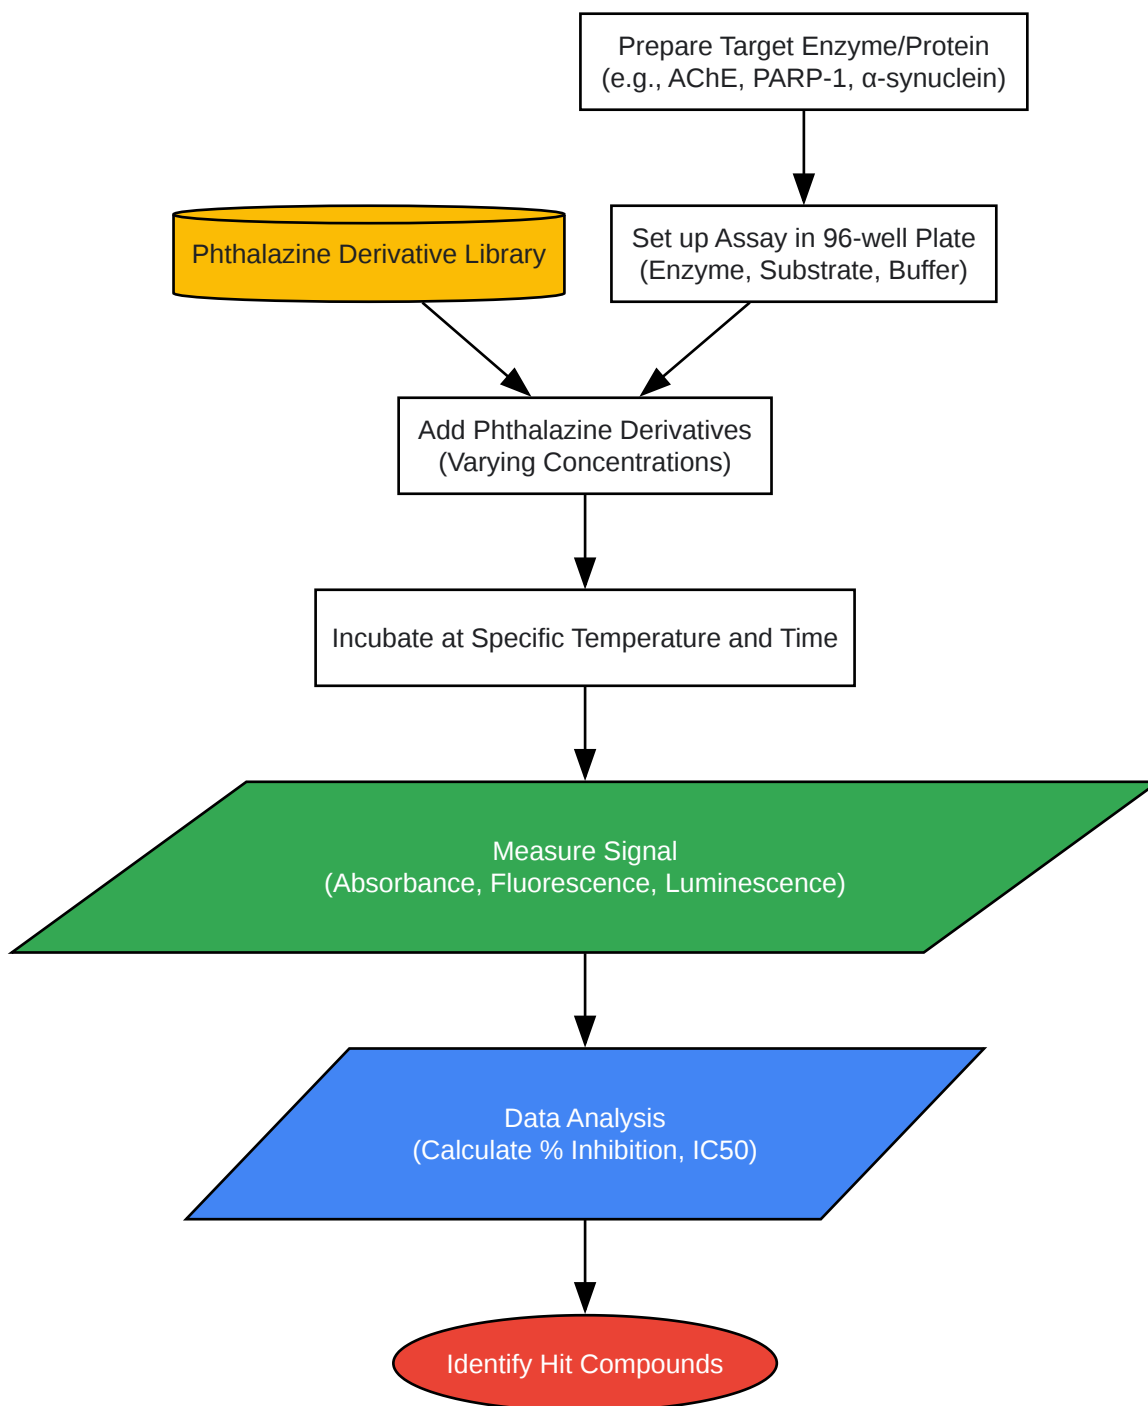 Prepare Target Enzyme/Protein
(e.g., AChE, PARP-1, α-synuclein)
Phthalazine Derivative Library
Set up Assay in 96-well Plate
(Enzyme, Substrate, Buffer)
Add Phthalazine Derivatives
(Varying Concentrations)
Incubate at Specific Temperature and Time
Measure Signal
(Absorbance, Fluorescence, Luminescence)
Data Analysis
(Calculate % Inhibition, IC50)
Identify Hit Compounds